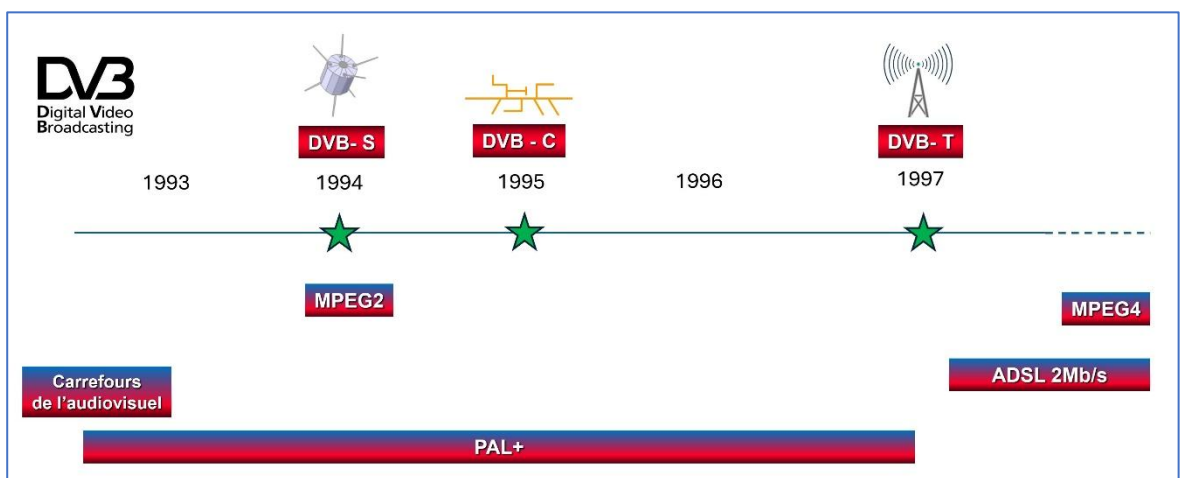 DVB
Digital Video
Broadcasting
DVB- S
DVB - C
DVB- T
1993
1994
1995
1996
1997
MPEG2
MPEG4
ADSL 2Mb/s
Carrefours
de l'audiovisuel
PAL+